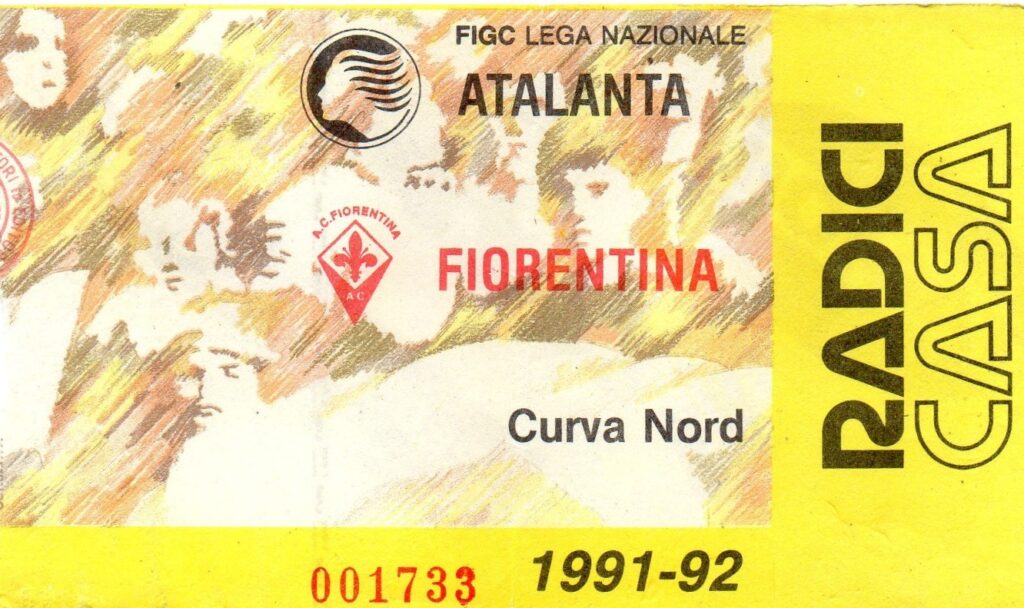 FIGC LEGA NAZIONALE
ATALANTA
A.C.FIORENTINA
AC
FIORENTINA
Curva Nord
001733
1991-92
RADICI
CASA